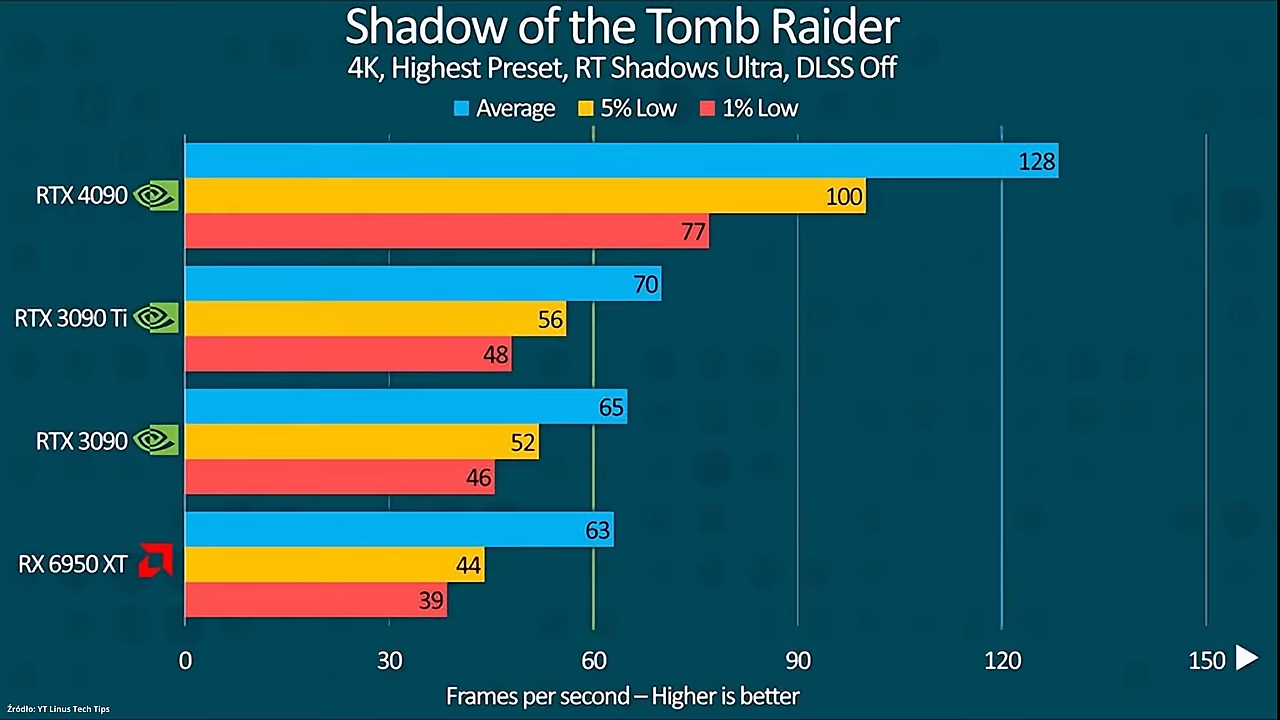 Shadow of the Tomb Raider
4K, Highest Preset, RT Shadows Ultra, DLSS Off
Average 5% Low 1% Low
RTX 4090
128
100
77
RTX 3090 Ti
70
56
48
RTX 3090
65
52
46
RX 6950 XT
63
44
39
0 30 60 90 120 150
Frames per second – Higher is better
Źródło: YT Linus Tech Tips